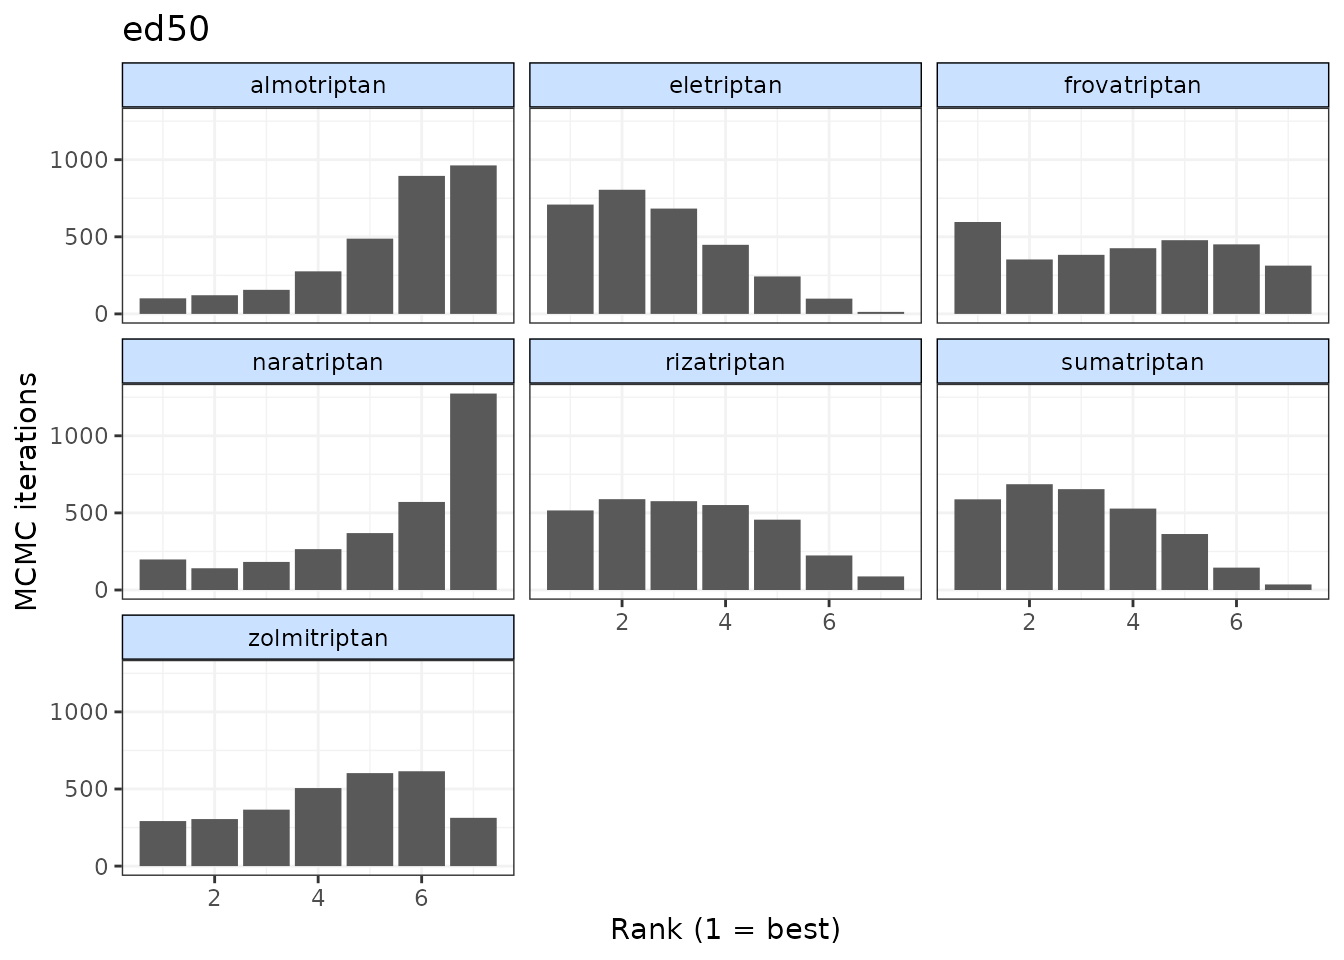 ed50
almotriptan eletriptan frovatriptan
1000
500
0
naratriptan rizatriptan sumatriptan
1000
500
0
2 4 6 2 4 6
zolmitriptan
1000
500
0
2 4 6
MCMC iterations
Rank (1 = best)